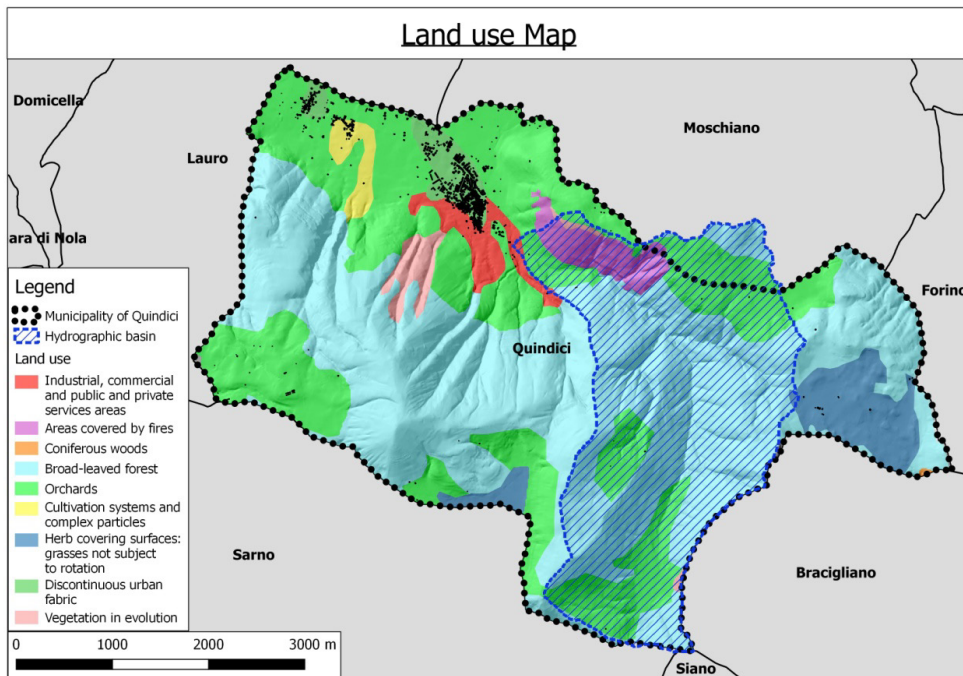 Land use Map
Domicella
Moschiano
Lauro
ara di Nola
Forino
Legend
Municipality of Quindici
Hydrographic basin
Land use
Industrial, commercial
and public and private
services areas
Areas covered by fires
Coniferous woods
Broad-leaved forest
Orchards
Cultivation systems and
complex particles
Herb covering surfaces:
grasses not subject
to rotation
Discontinuous urban
fabric
Vegetation in evolution
Quindici
Sarno
Bracigliano
0 1000 2000 3000 m
Siano